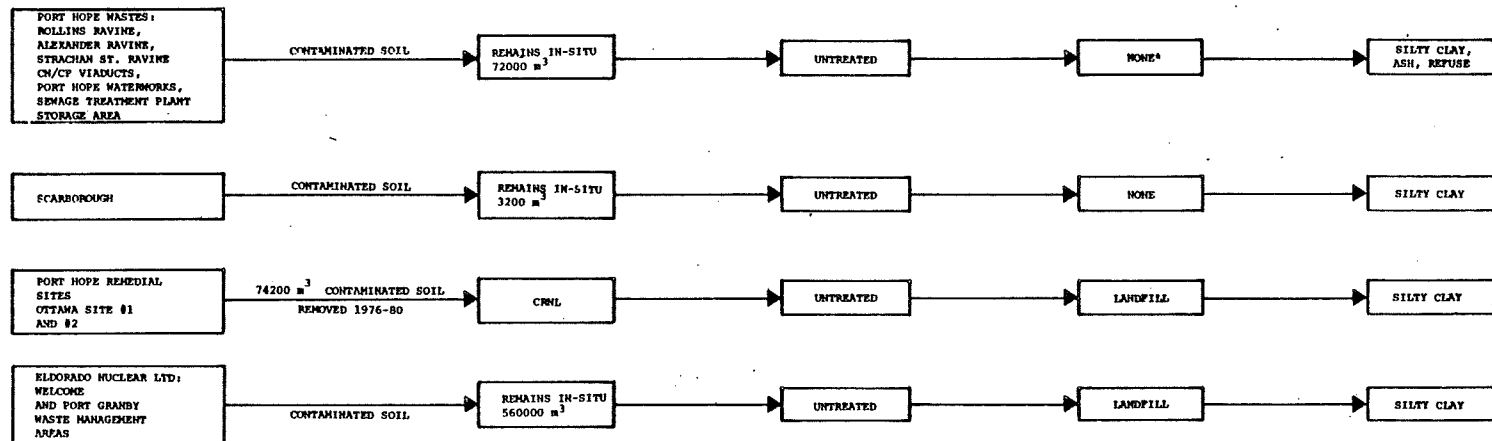 PORT HOPE WASTES:
ROLLINS RAVINE,
ALEXANDER RAVINE,
STRACHAN ST. RAVINE
CN/CP VIADUCTS,
PORT HOPE WATERWORKS,
SEWAGE TREATMENT PLANT
STORAGE AREA
CONTAMINATED SOIL
REMAINS IN-SITU
72000 m³
UNTREATED
NONE*
SILTY CLAY,
ASH, REFUSE
SCARBOROUGH
CONTAMINATED SOIL
REMAINS IN-SITU
3200 m³
UNTREATED
NONE
SILTY CLAY
PORT HOPE REMEDIAL
SITES
OTTAWA SITE #1
AND #2
74200 m³ CONTAMINATED SOIL
REMOVED 1976-80
CRNL
UNTREATED
LANDFILL
SILTY CLAY
ELDORADO NUCLEAR LTD:
WELCOME
AND PORT GRANBY
WASTE MANAGEMENT
AREAS
CONTAMINATED SOIL
REMAINS IN-SITU
560000 m³
UNTREATED
LANDFILL
SILTY CLAY